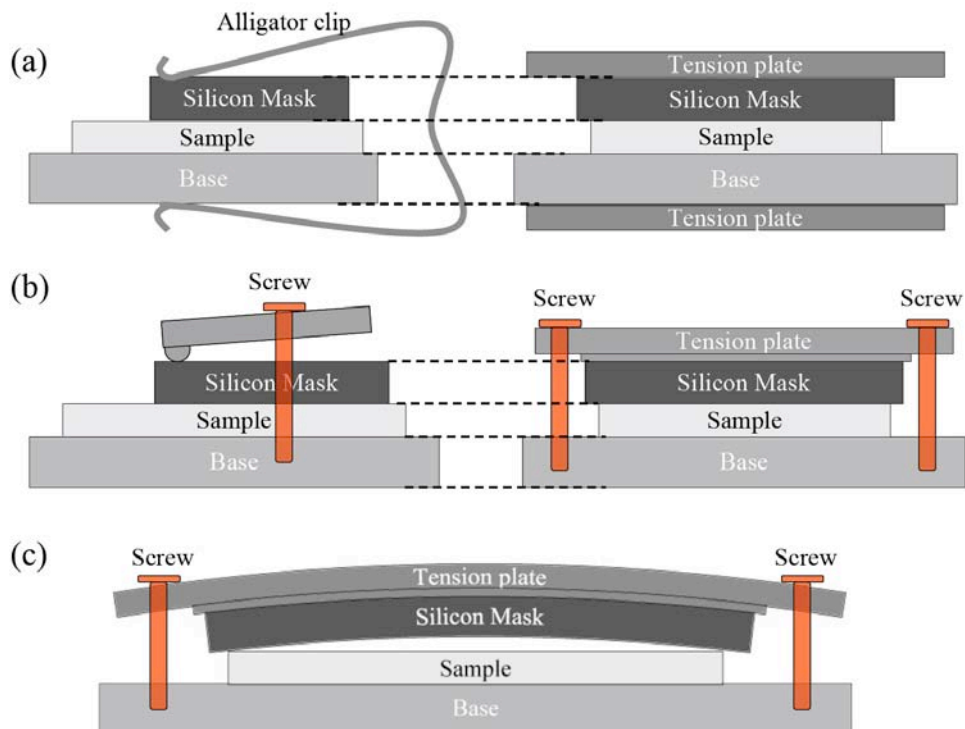 Alligator clip
(a)
Tension plate
Silicon Mask
Silicon Mask
Sample
Sample
Base
Base
Tension plate
(b)
Screw
Screw
Screw
Tension plate
Silicon Mask
Silicon Mask
Sample
Sample
Base
Base
(c)
Screw
Screw
Tension plate
Silicon Mask
Sample
Base